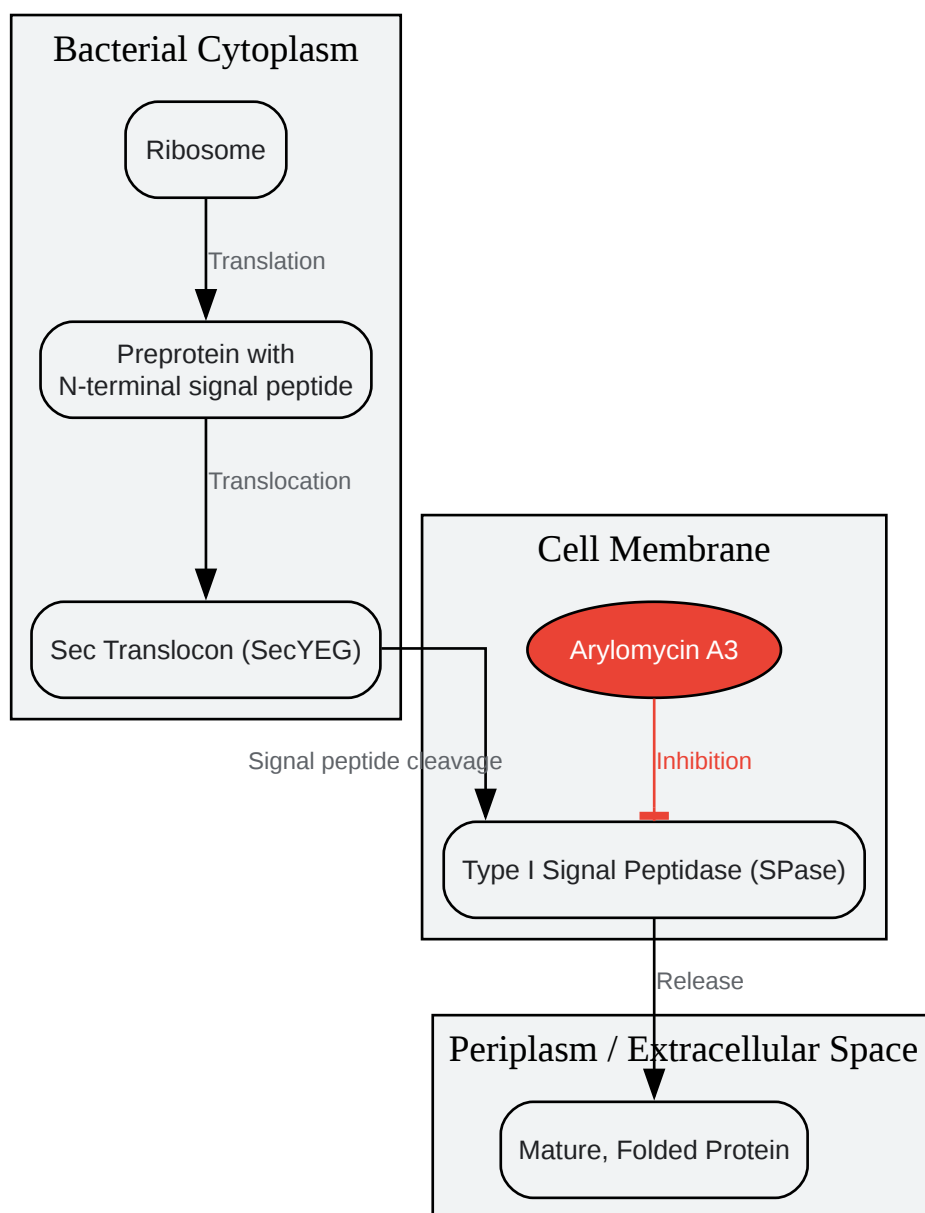 Bacterial Cytoplasm
Ribosome
Translation
Preprotein with
N-terminal signal peptide
Translocation
Sec Translocon (SecYEG)
Cell Membrane
Arylomycin A3
Signal peptide cleavage
Inhibition
Type I Signal Peptidase (SPase)
Release
Periplasm / Extracellular Space
Mature, Folded Protein